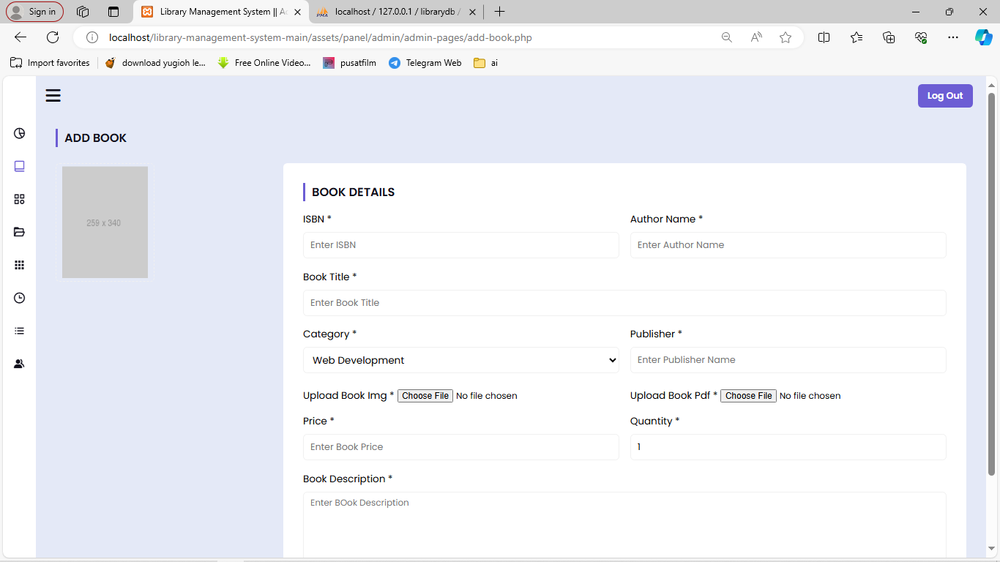 Sign in
Library Management System || Ad
localhost / 127.0.0.1 / librarydb /
localhost/library-management-system-main/assets/panel/admin/admin-pages/add-book.php
Import favorites
download yugioh le...
Free Online Video...
pusatfilm
Telegram Web
ai
Log Out
ADD BOOK
259 x 340
BOOK DETAILS
ISBN * Author Name *
Enter ISBN Enter Author Name
Book Title *
Enter Book Title
Category * Publisher *
Web Development Enter Publisher Name
Upload Book Img * Choose File No file chosen Upload Book Pdf * Choose File No file chosen
Price * Quantity *
Enter Book Price 1
Book Description *
Enter BOok Description